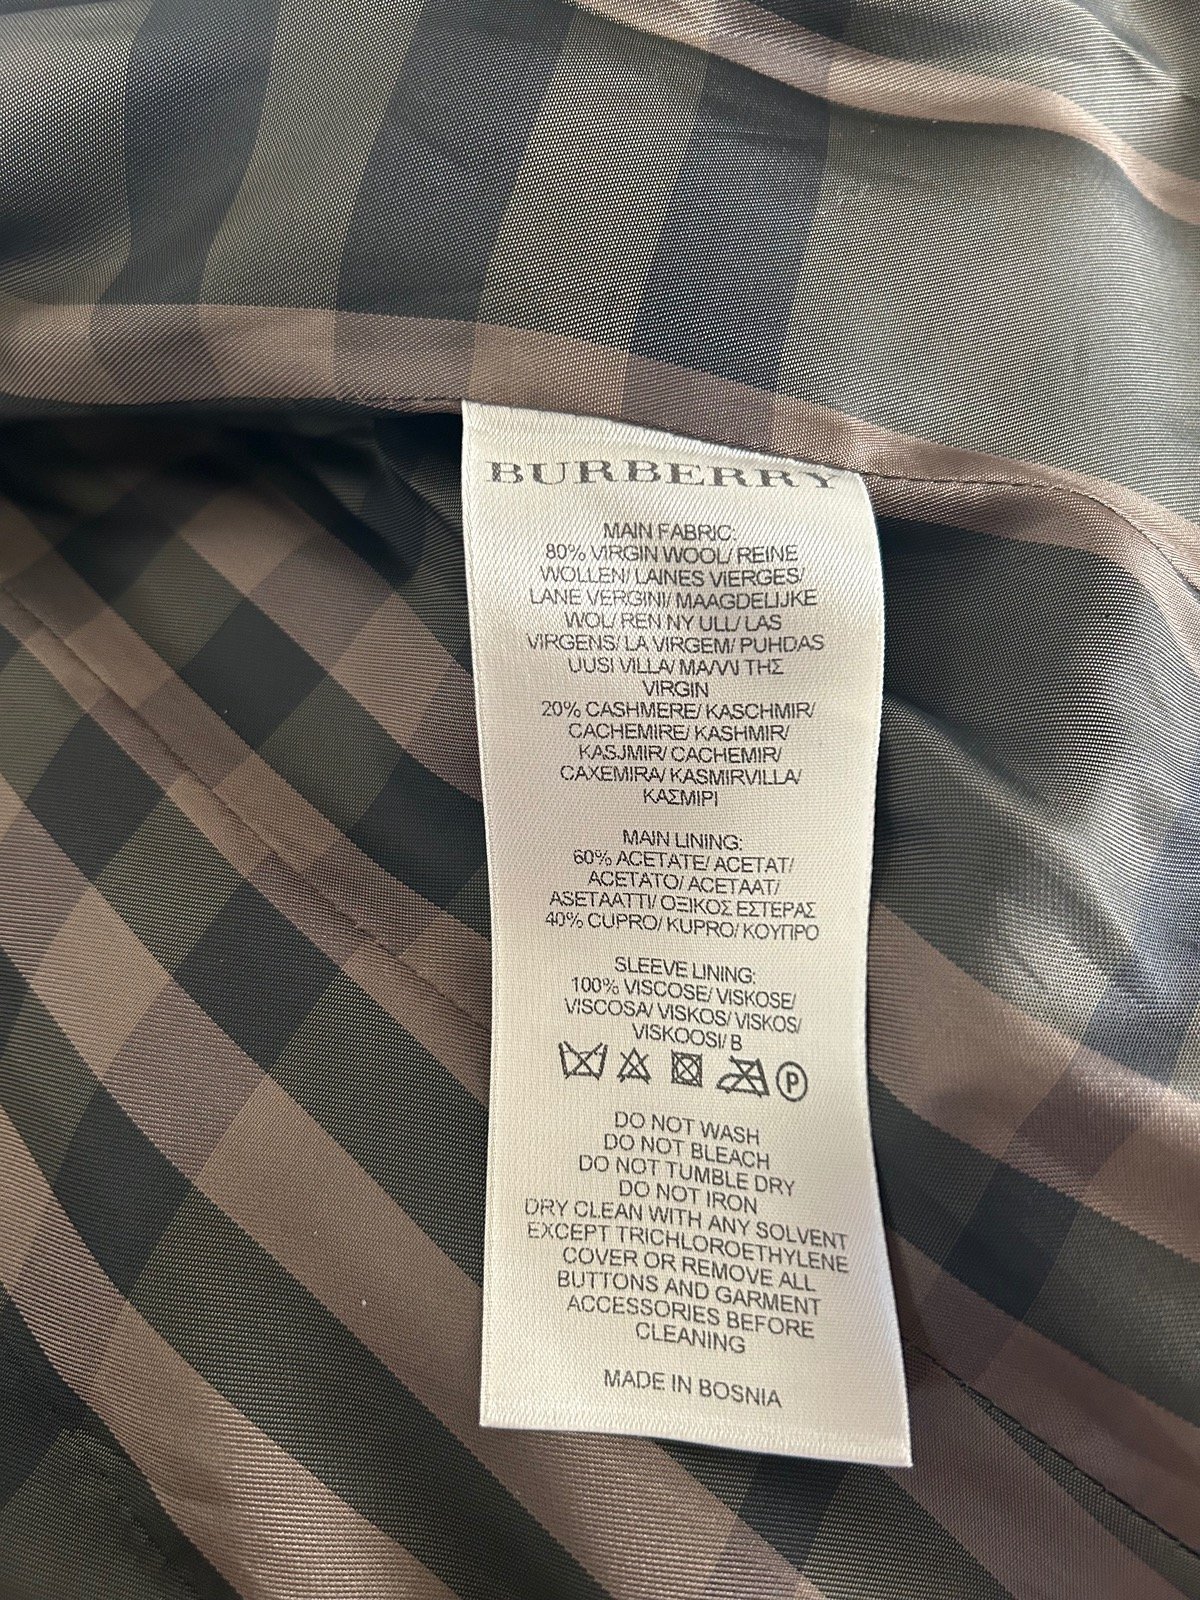 BURBERRY
MAIN FABRIC:
80% VIRGIN WOOL/ REINE
WOLLEN/ LAINES VIERGES/
LANE VERGINI/ MAAGDELIJKE
WOL/ REN NY ULL/ LAS
VIRGENS/ LA VIRGEM/ PUHDAS
UUSI VILLA/ ΜΑΛΛΙ ΤΗΣ
VIRGIN
20% CASHMERE/ KASCHMIR/
CACHEMIRE/ KASHMIR/
KASJMIR/ CACHEMIR/
CAXEMIRA/ KASMIRVILLA/
ΚΑΣΜΙΡΙ
MAIN LINING:
60% ACETATE/ ACETAT/
ACETATO/ ACETAAT/
ASETAATTI/ ΟΞΙΚΟΣ ΕΣΤΕΡΑΣ
40% CUPRO/ KUPRO/ ΚΟΥΠΡΟ
SLEEVE LINING:
100% VISCOSE/ VISKOSE/
VISCOSA/ VISKOS/ VISKOS/
VISKOOSI/ B
P
DO NOT WASH
DO NOT BLEACH
DO NOT TUMBLE DRY
DO NOT IRON
DRY CLEAN WITH ANY SOLVENT
EXCEPT TRICHLOROETHYLENE
COVER OR REMOVE ALL
BUTTONS AND GARMENT
ACCESSORIES BEFORE
CLEANING
MADE IN BOSNIA